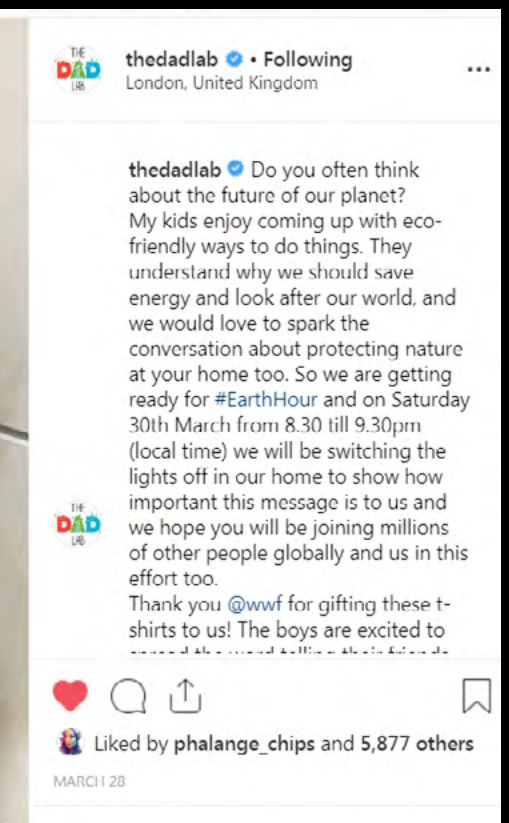 THE
DAD
LAB
thedadlab • Following
London, United Kingdom
...
thedadlab Do you often think
about the future of our planet?
My kids enjoy coming up with eco-
friendly ways to do things. They
understand why we should save
energy and look after our world, and
we would love to spark the
conversation about protecting nature
at your home too. So we are getting
ready for #EarthHour and on Saturday
30th March from 8.30 till 9.30pm
(local time) we will be switching the
lights off in our home to show how
important this message is to us and
THE
DAD
LAB
we hope you will be joining millions
of other people globally and us in this
effort too.
Thank you @wwf for gifting these t-
shirts to us! The boys are excited to
spread the word telling their friends
Liked by phalange_chips and 5,877 others
MARCH 28